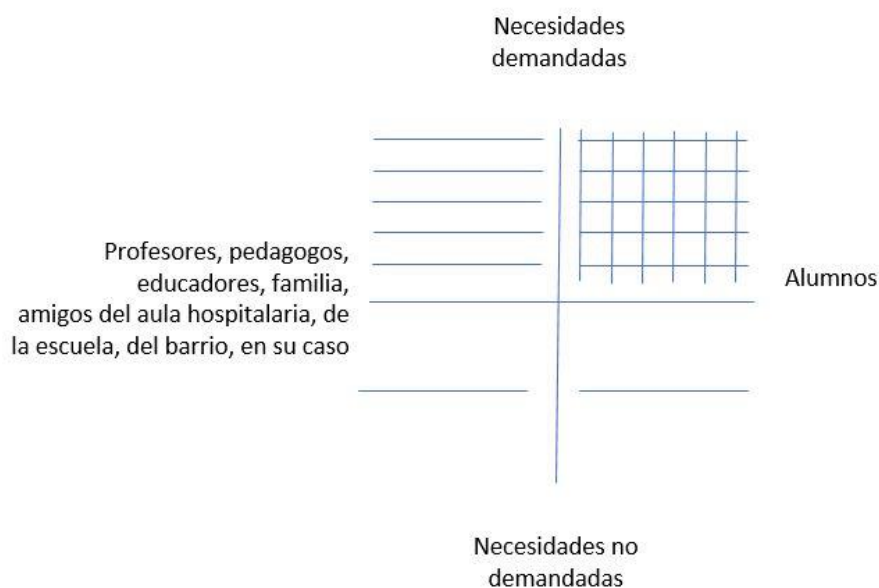 Necesidades
demandadas
Profesores, pedagogos,
educadores, familia,
amigos del aula hospitalaria, de
la escuela, del barrio, en su caso
Alumnos
Necesidades no
demandadas